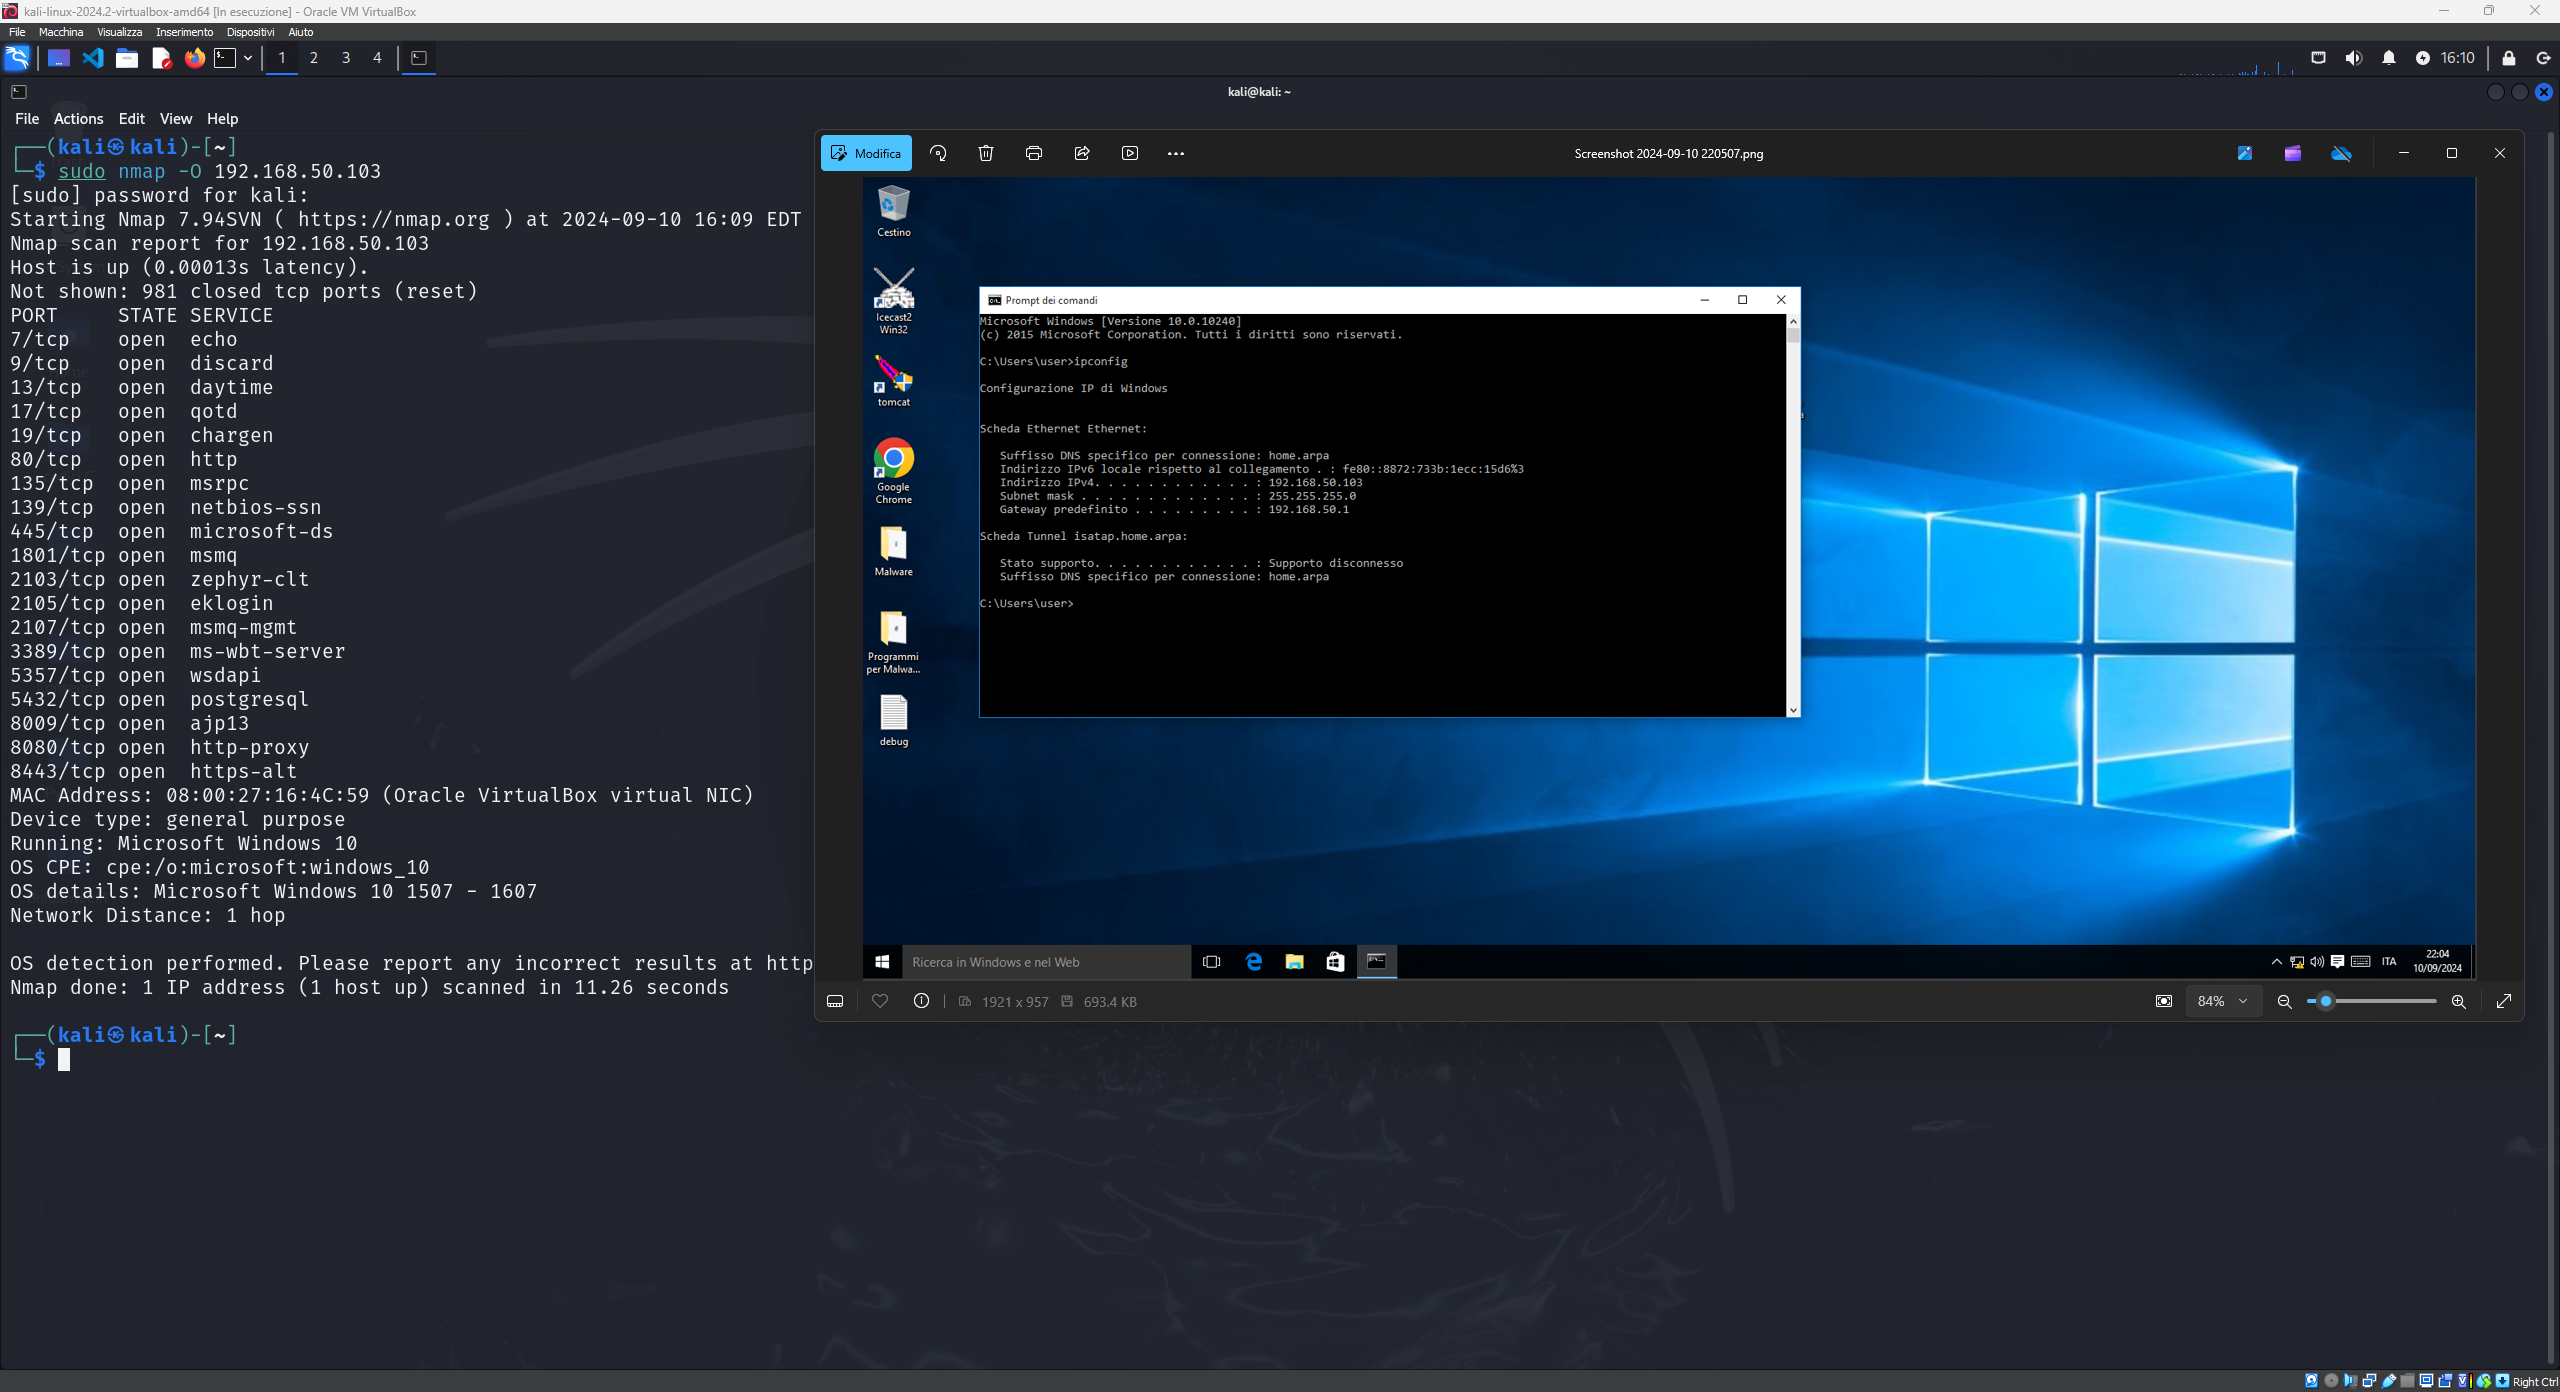 kali-linux-2024.2-virtualbox-amd64 [In esecuzione] - Oracle VM VirtualBox
File Macchina Visualizza Inserimento Dispositivi Aiuto
1 2 3 4
16:10
kali@kali: ~
File Actions Edit View Help
┌──(kali㉿kali)-[~]
└─$ sudo nmap -O 192.168.50.103
[sudo] password for kali:
Starting Nmap 7.94SVN ( https://nmap.org ) at 2024-09-10 16:09 EDT
Nmap scan report for 192.168.50.103
Host is up (0.00013s latency).
Not shown: 981 closed tcp ports (reset)
PORT STATE SERVICE
7/tcp open echo
9/tcp open discard
13/tcp open daytime
17/tcp open qotd
19/tcp open chargen
80/tcp open http
135/tcp open msrpc
139/tcp open netbios-ssn
445/tcp open microsoft-ds
1801/tcp open msmq
2103/tcp open zephyr-clt
2105/tcp open eklogin
2107/tcp open msmq-mgmt
3389/tcp open ms-wbt-server
5357/tcp open wsdapi
5432/tcp open postgresql
8009/tcp open ajp13
8080/tcp open http-proxy
8443/tcp open https-alt
MAC Address: 08:00:27:16:4C:59 (Oracle VirtualBox virtual NIC)
Device type: general purpose
Running: Microsoft Windows 10
OS CPE: cpe:/o:microsoft:windows_10
OS details: Microsoft Windows 10 1507 - 1607
Network Distance: 1 hop
OS detection performed. Please report any incorrect results at http
Nmap done: 1 IP address (1 host up) scanned in 11.26 seconds
┌──(kali㉿kali)-[~]
└─$
Modifica
Screenshot 2024-09-10 220507.png
Cestino
Icecast2
Win32
tomcat
Google
Chrome
Malware
Programmi
per Malwa...
debug
Prompt dei comandi
Microsoft Windows [Versione 10.0.10240]
(c) 2015 Microsoft Corporation. Tutti i diritti sono riservati.
C:\Users\user>ipconfig
Configurazione IP di Windows
Scheda Ethernet Ethernet:
Suffisso DNS specifico per connessione: home.arpa
Indirizzo IPv6 locale rispetto al collegamento . : fe80::8872:733b:1ecc:15d6%3
Indirizzo IPv4. . . . . . . . . . . . : 192.168.50.103
Subnet mask . . . . . . . . . . . . . : 255.255.255.0
Gateway predefinito . . . . . . . . . : 192.168.50.1
Scheda Tunnel isatap.home.arpa:
Stato supporto. . . . . . . . . . . . : Supporto disconnesso
Suffisso DNS specifico per connessione: home.arpa
C:\Users\user>
Ricerca in Windows e nel Web
ITA
22:04
10/09/2024
1921 x 957
693.4 KB
84%
Right Ctrl